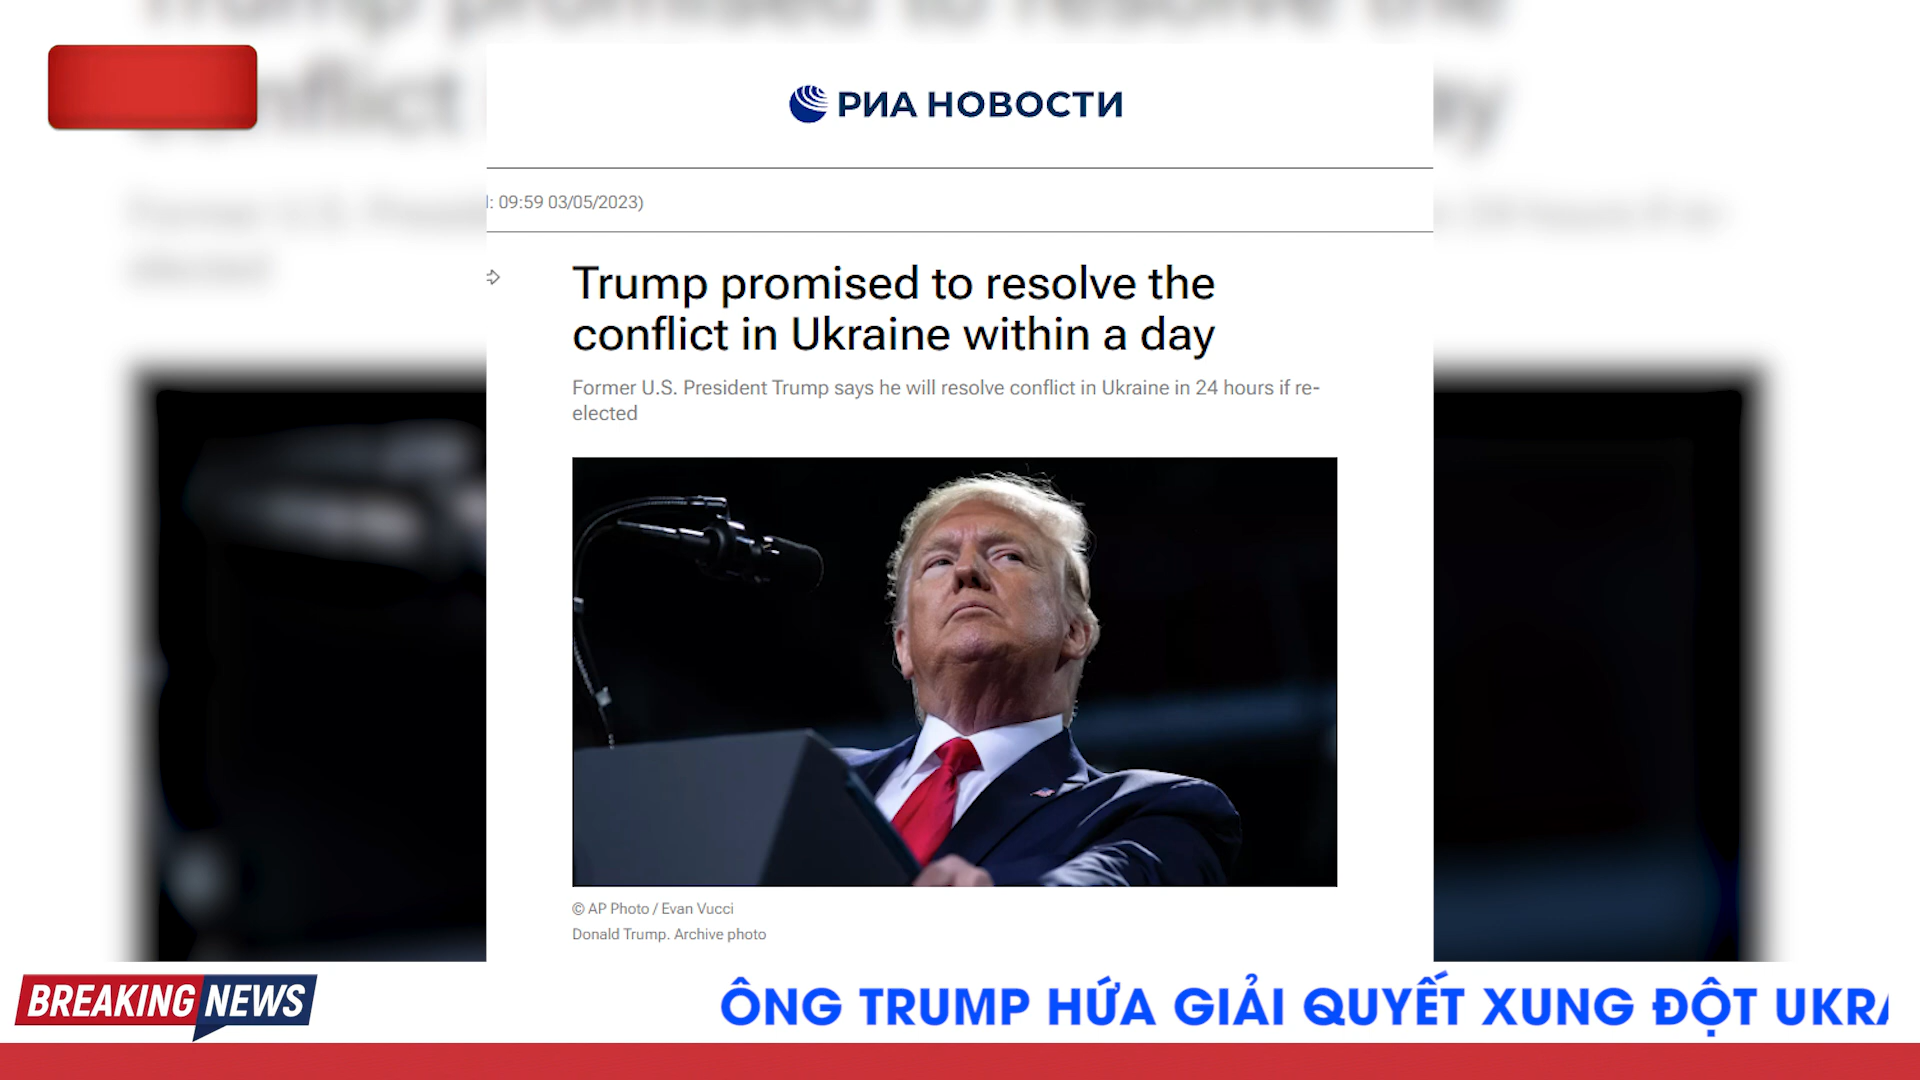 РИА НОВОСТИ
: 09:59 03/05/2023)
Trump promised to resolve the
conflict in Ukraine within a day
Former U.S. President Trump says he will resolve conflict in Ukraine in 24 hours if re-
elected
© AP Photo / Evan Vucci
Donald Trump. Archive photo
BREAKING NEWS
ÔNG TRUMP HỨA GIẢI QUYẾT XUNG ĐỘT UKRA